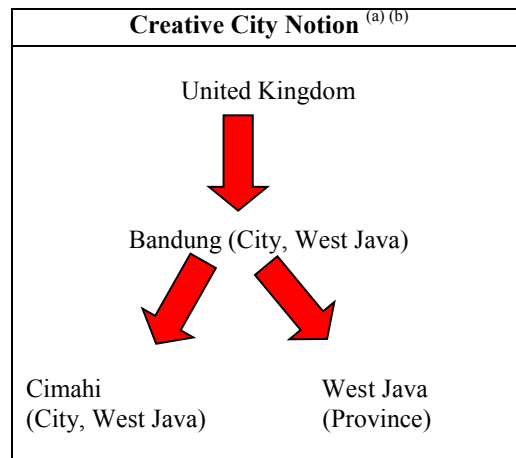 Creative City Notion (a) (b)
United Kingdom
Bandung (City, West Java)
Cimahi
(City, West Java)
West Java
(Province)